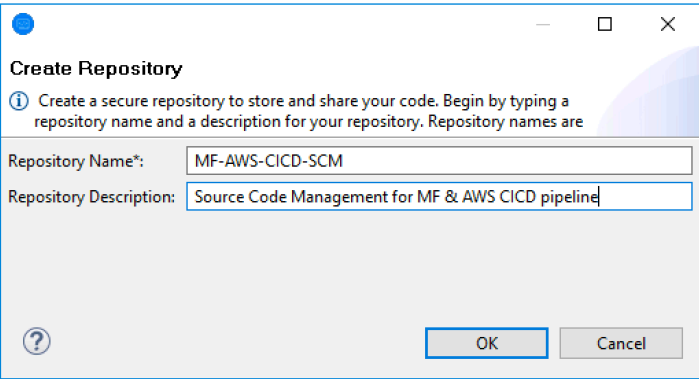 Create Repository
Create a secure repository to store and share your code. Begin by typing a
repository name and a description for your repository. Repository names are
Repository Name*: MF-AWS-CICD-SCM
Repository Description: Source Code Management for MF & AWS CICD pipeline
OK Cancel